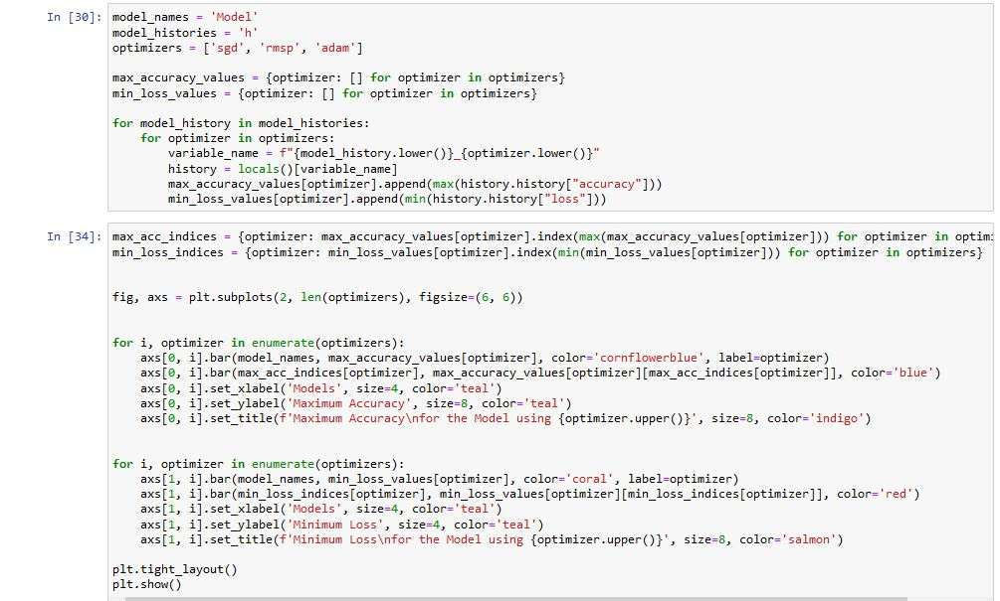 In [30]: model_names = 'Model'
model_histories = 'h'
optimizers = ['sgd', 'rmsp', 'adam']
max_accuracy_values = {optimizer: [] for optimizer in optimizers}
min_loss_values = {optimizer: [] for optimizer in optimizers}
for model_history in model_histories:
    for optimizer in optimizers:
        variable_name = f"{model_history.lower()}_{optimizer.lower()}"
        history = locals()[variable_name]
        max_accuracy_values[optimizer].append(max(history.history["accuracy"]))
        min_loss_values[optimizer].append(min(history.history["loss"]))
In [34]: max_acc_indices = {optimizer: max_accuracy_values[optimizer].index(max(max_accuracy_values[optimizer])) for optimizer in optim
min_loss_indices = {optimizer: min_loss_values[optimizer].index(min(min_loss_values[optimizer])) for optimizer in optimizers}
fig, axs = plt.subplots(2, len(optimizers), figsize=(6, 6))
for i, optimizer in enumerate(optimizers):
    axs[0, i].bar(model_names, max_accuracy_values[optimizer], color='cornflowerblue', label=optimizer)
    axs[0, i].bar(max_acc_indices[optimizer], max_accuracy_values[optimizer][max_acc_indices[optimizer]], color='blue')
    axs[0, i].set_xlabel('Models', size=4, color='teal')
    axs[0, i].set_ylabel('Maximum Accuracy', size=8, color='teal')
    axs[0, i].set_title(f'Maximum Accuracy\nfor the Model using {optimizer.upper()}', size=8, color='indigo')
for i, optimizer in enumerate(optimizers):
    axs[1, i].bar(model_names, min_loss_values[optimizer], color='coral', label=optimizer)
    axs[1, i].bar(min_loss_indices[optimizer], min_loss_values[optimizer][min_loss_indices[optimizer]], color='red')
    axs[1, i].set_xlabel('Models', size=4, color='teal')
    axs[1, i].set_ylabel('Minimum Loss', size=4, color='teal')
    axs[1, i].set_title(f'Minimum Loss\nfor the Model using {optimizer.upper()}', size=8, color='salmon')
plt.tight_layout()
plt.show()